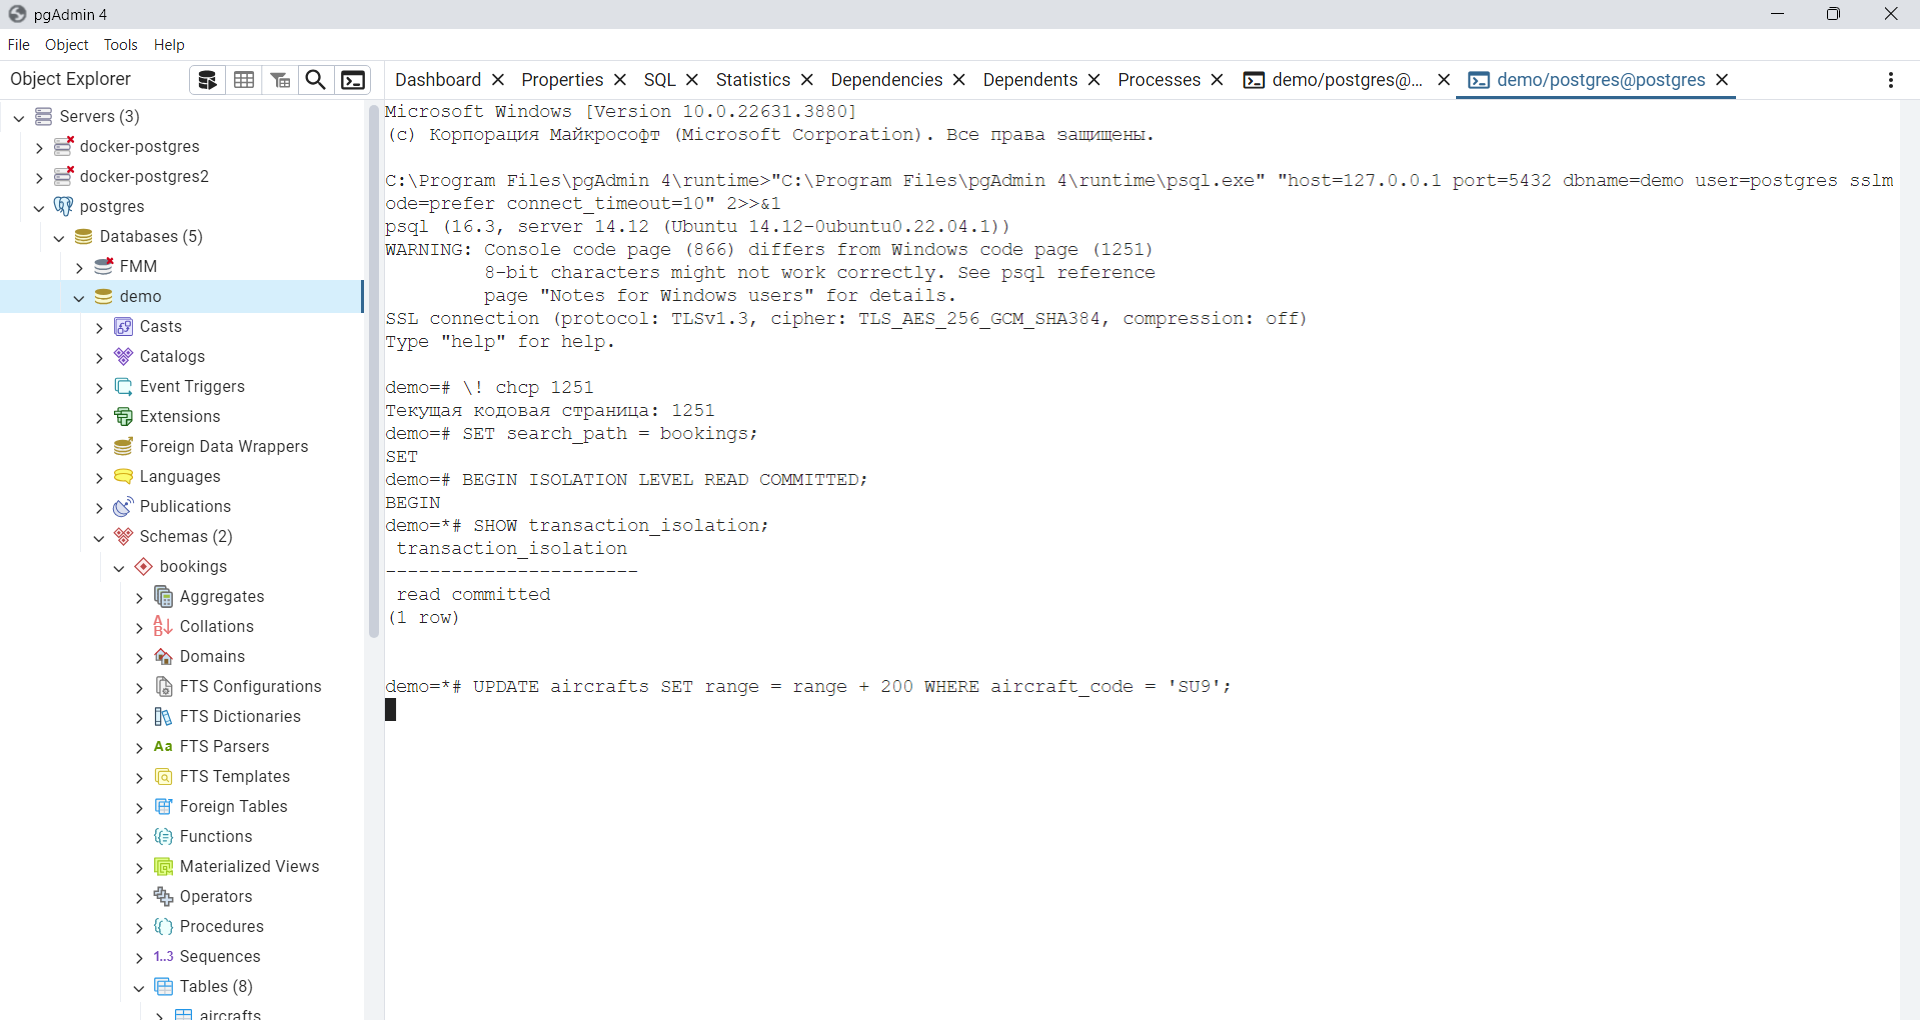 pgAdmin 4
File Object Tools Help
Object Explorer
Dashboard
Properties
SQL
Statistics
Dependencies
Dependents
Processes
demo/postgres@...
demo/postgres@postgres
Servers (3)
docker-postgres
docker-postgres2
postgres
Databases (5)
FMM
demo
Casts
Catalogs
Event Triggers
Extensions
Foreign Data Wrappers
Languages
Publications
Schemas (2)
bookings
Aggregates
Collations
Domains
FTS Configurations
FTS Dictionaries
Aa FTS Parsers
FTS Templates
Foreign Tables
Functions
Materialized Views
Operators
Procedures
1..3 Sequences
Tables (8)
aircrafts
Microsoft Windows [Version 10.0.22631.3880]
(c) Корпорация Майкрософт (Microsoft Corporation). Все права защищены.
C:\Program Files\pgAdmin 4\runtime>"C:\Program Files\pgAdmin 4\runtime\psql.exe" "host=127.0.0.1 port=5432 dbname=demo user=postgres sslm
ode=prefer connect_timeout=10" 2>>&1
psql (16.3, server 14.12 (Ubuntu 14.12-0ubuntu0.22.04.1))
WARNING: Console code page (866) differs from Windows code page (1251)
8-bit characters might not work correctly. See psql reference
page "Notes for Windows users" for details.
SSL connection (protocol: TLSv1.3, cipher: TLS_AES_256_GCM_SHA384, compression: off)
Type "help" for help.
demo=# \! chcp 1251
Текущая кодовая страница: 1251
demo=# SET search_path = bookings;
SET
demo=# BEGIN ISOLATION LEVEL READ COMMITTED;
BEGIN
demo=*# SHOW transaction_isolation;
transaction_isolation
-----------------------
read committed
(1 row)
demo=*# UPDATE aircrafts SET range = range + 200 WHERE aircraft_code = 'SU9';